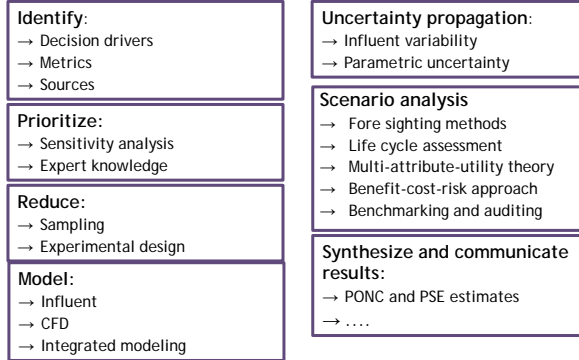 Identify:
→ Decision drivers
→ Metrics
→ Sources
Prioritize:
→ Sensitivity analysis
→ Expert knowledge
Reduce:
→ Sampling
→ Experimental design
Model:
→ Influent
→ CFD
→ Integrated modeling
Uncertainty propagation:
→ Influent variability
→ Parametric uncertainty
Scenario analysis
→ Fore sighting methods
→ Life cycle assessment
→ Multi-attribute-utility theory
→ Benefit-cost-risk approach
→ Benchmarking and auditing
Synthesize and communicate
results:
→ PONC and PSE estimates
→ ....